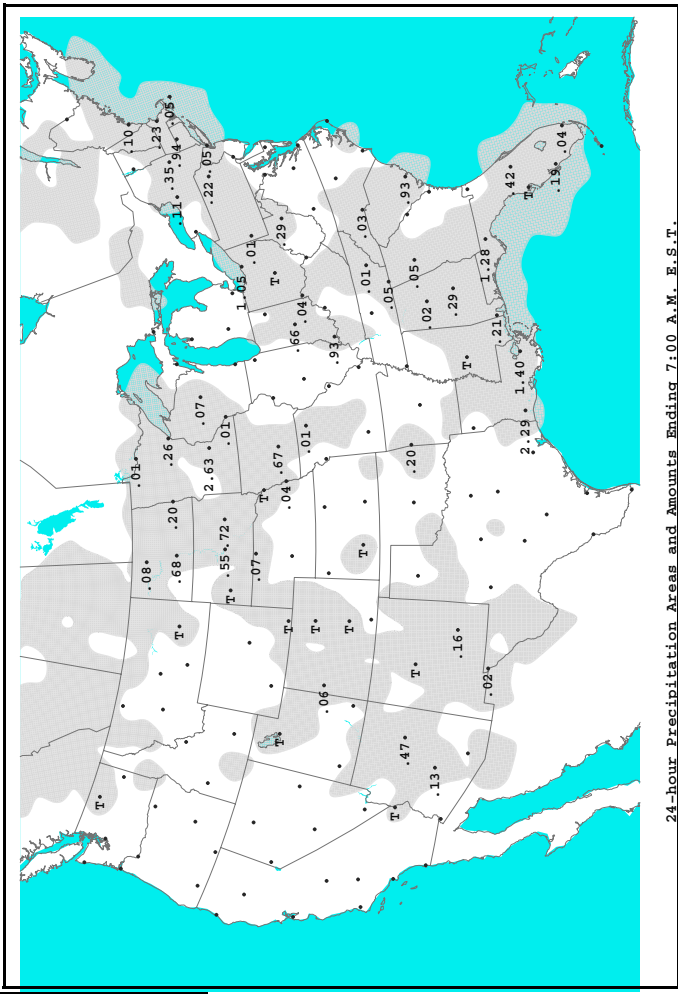 T
.10
.01
.08
.23
.26
.35 .05
.20
.68 .11 .94
T
.07
2.63 .22 .05
.55 .72 .01
T
1.05
.01
.07
T
T
.67
T .29
.04
T
.66
.04
.01
T
.06
.93
T
.03
T
.01
.05
T
.47 .93
.20
T .05
.02
.13
.29
.16
T
1.28
.02
.21
.42
1.40
2.29
T
.19
.04
24-hour Precipitation Areas and Amounts Ending 7:00 A.M. E.S.T.